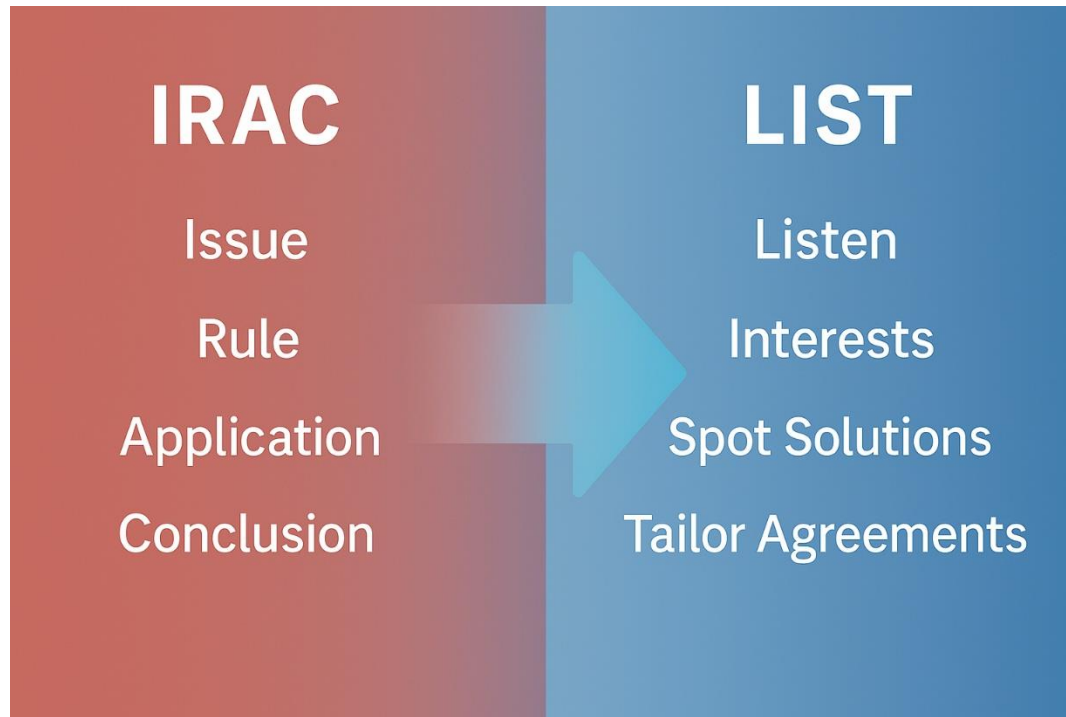 IRAC
Issue
Rule
Application
Conclusion
LIST
Listen
Interests
Spot Solutions
Tailor Agreements